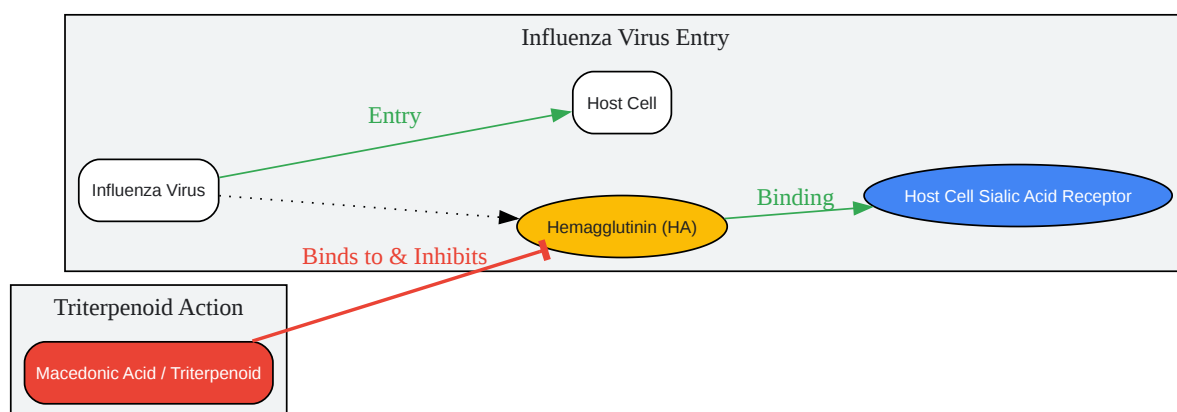 Influenza Virus Entry
Host Cell
Entry
Influenza Virus
Binding
Host Cell Sialic Acid Receptor
Hemagglutinin (HA)
Binds to & Inhibits
Triterpenoid Action
Macedonic Acid / Triterpenoid